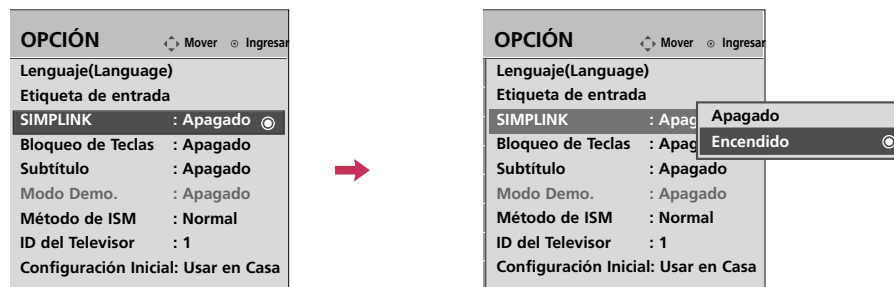 OPCIÓN Mover Ingresar
Lenguaje(Language)
Etiqueta de entrada
SIMPLINK : Apagado
Bloqueo de Teclas : Apagado
Subtítulo : Apagado
Modo Demo. : Apagado
Método de ISM : Normal
ID del Televisor : 1
Configuración Inicial: Usar en Casa
OPCIÓN Mover Ingresar
Lenguaje(Language)
Etiqueta de entrada
SIMPLINK : Apag
Bloqueo de Teclas : Apag
Subtítulo : Apagado
Modo Demo. : Apagado
Método de ISM : Normal
ID del Televisor : 1
Configuración Inicial: Usar en Casa
Apagado
Encendido